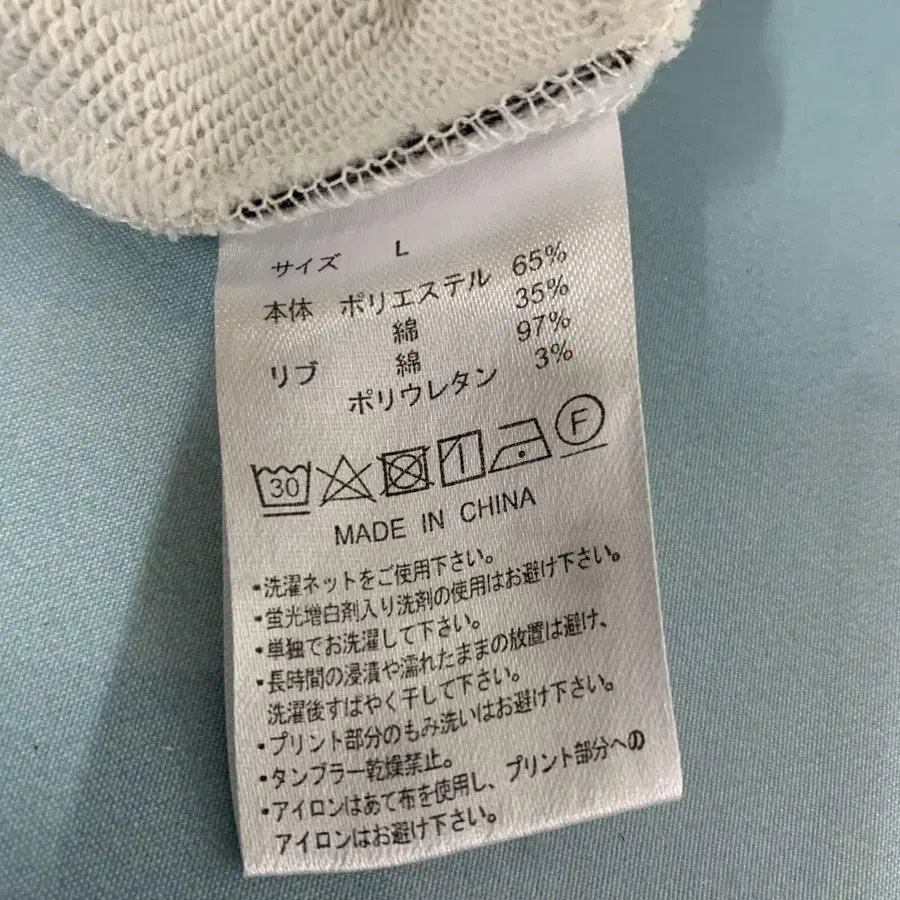 サイズ L
本体 ポリエステル 65%
綿 35%
リブ 綿 97%
ポリウレタン 3%
30 F
MADE IN CHINA
・洗濯ネットをご使用下さい。
・蛍光増白剤入り洗剤の使用はお避け下さい。
・単独でお洗濯して下さい。
・長時間の浸漬や濡れたままの放置は避け、
洗濯後すばやく干して下さい。
・プリント部分のもみ洗いはお避け下さい。
・タンブラー乾燥禁止。
・アイロンはあて布を使用し、プリント部分への
アイロンはお避け下さい。